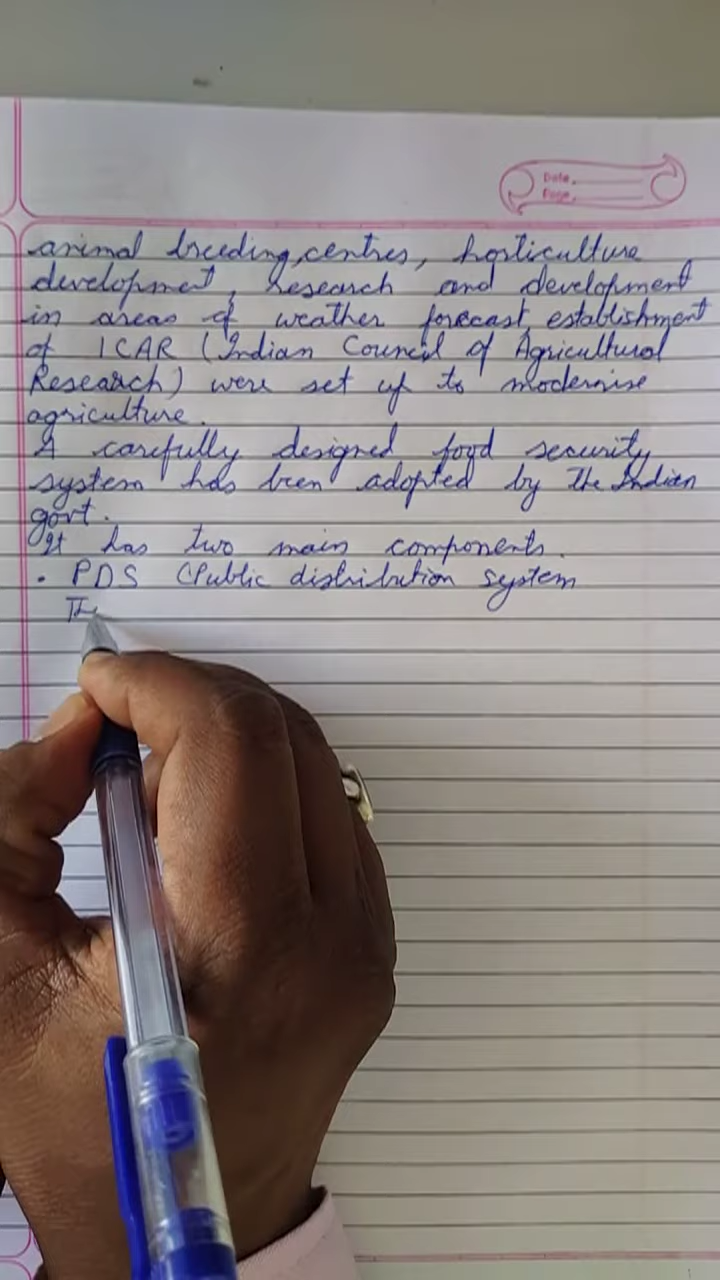 Date.
Page.
animal breeding, centres, horticulture
development, research and development
in areas of weather forecast, establishment
of ICAR (Indian Council of Agricultural
Research) were set up to modernise
agriculture.
A carefully designed food security
system has been adopted by the Indian
govt.
It has two main components.
• PDS (Public distribution system
Th